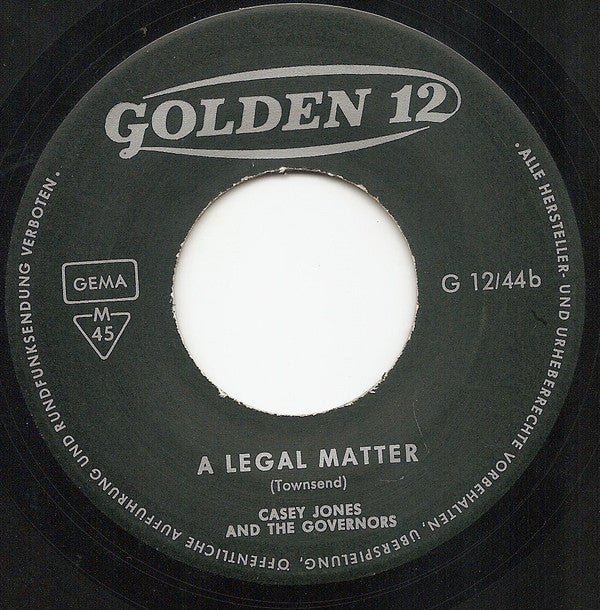 GOLDEN 12
GEMA
M
45
G 12/44b
A LEGAL MATTER
(Townsend)
CASEY JONES
AND THE GOVERNORS
· ALLE HERSTELLER- UND URHEBERRECHTE VORBEHALTEN, ÜBERSPIELUNG, ÖFFENTLICHE AUFFÜHRUNG UND RUNDFUNKSENDUNG VERBOTEN ·